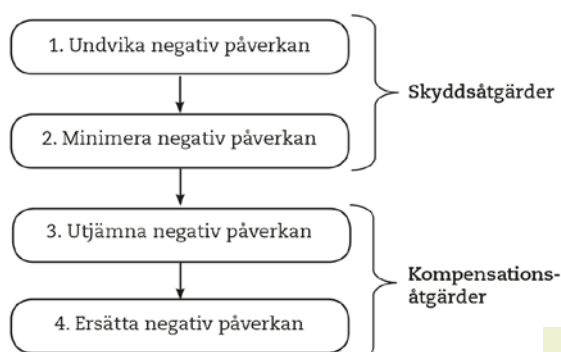 1. Undvika negativ påverkan
Skyddsåtgärder
2. Minimera negativ påverkan
3. Utjämna negativ påverkan
Kompensations-
åtgärder
4. Ersätta negativ påverkan